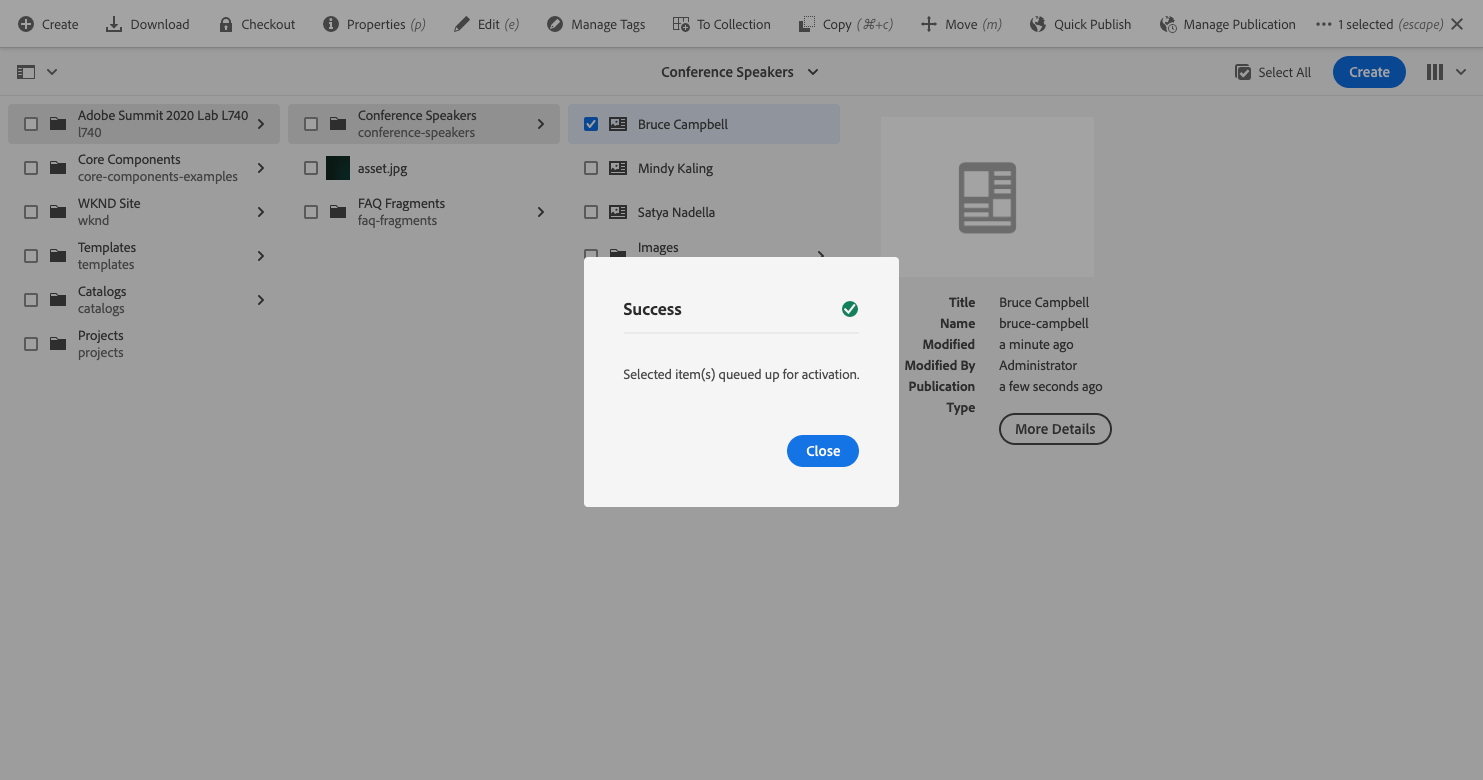 Create Download Checkout Properties (p) Edit (e) Manage Tags To Collection Copy (⌘+c) Move (m) Quick Publish Manage Publication ••• 1 selected (escape)
Conference Speakers Select All Create
Adobe Summit 2020 Lab L740
l740
Core Components
core-components-examples
WKND Site
wknd
Templates
templates
Catalogs
catalogs
Projects
projects
Conference Speakers
conference-speakers
asset.jpg
FAQ Fragments
faq-fragments
Bruce Campbell
Mindy Kaling
Satya Nadella
Images
Title Bruce Campbell
Name bruce-campbell
Modified a minute ago
Modified By Administrator
Publication a few seconds ago
Type
More Details
Success
Selected item(s) queued up for activation.
Close